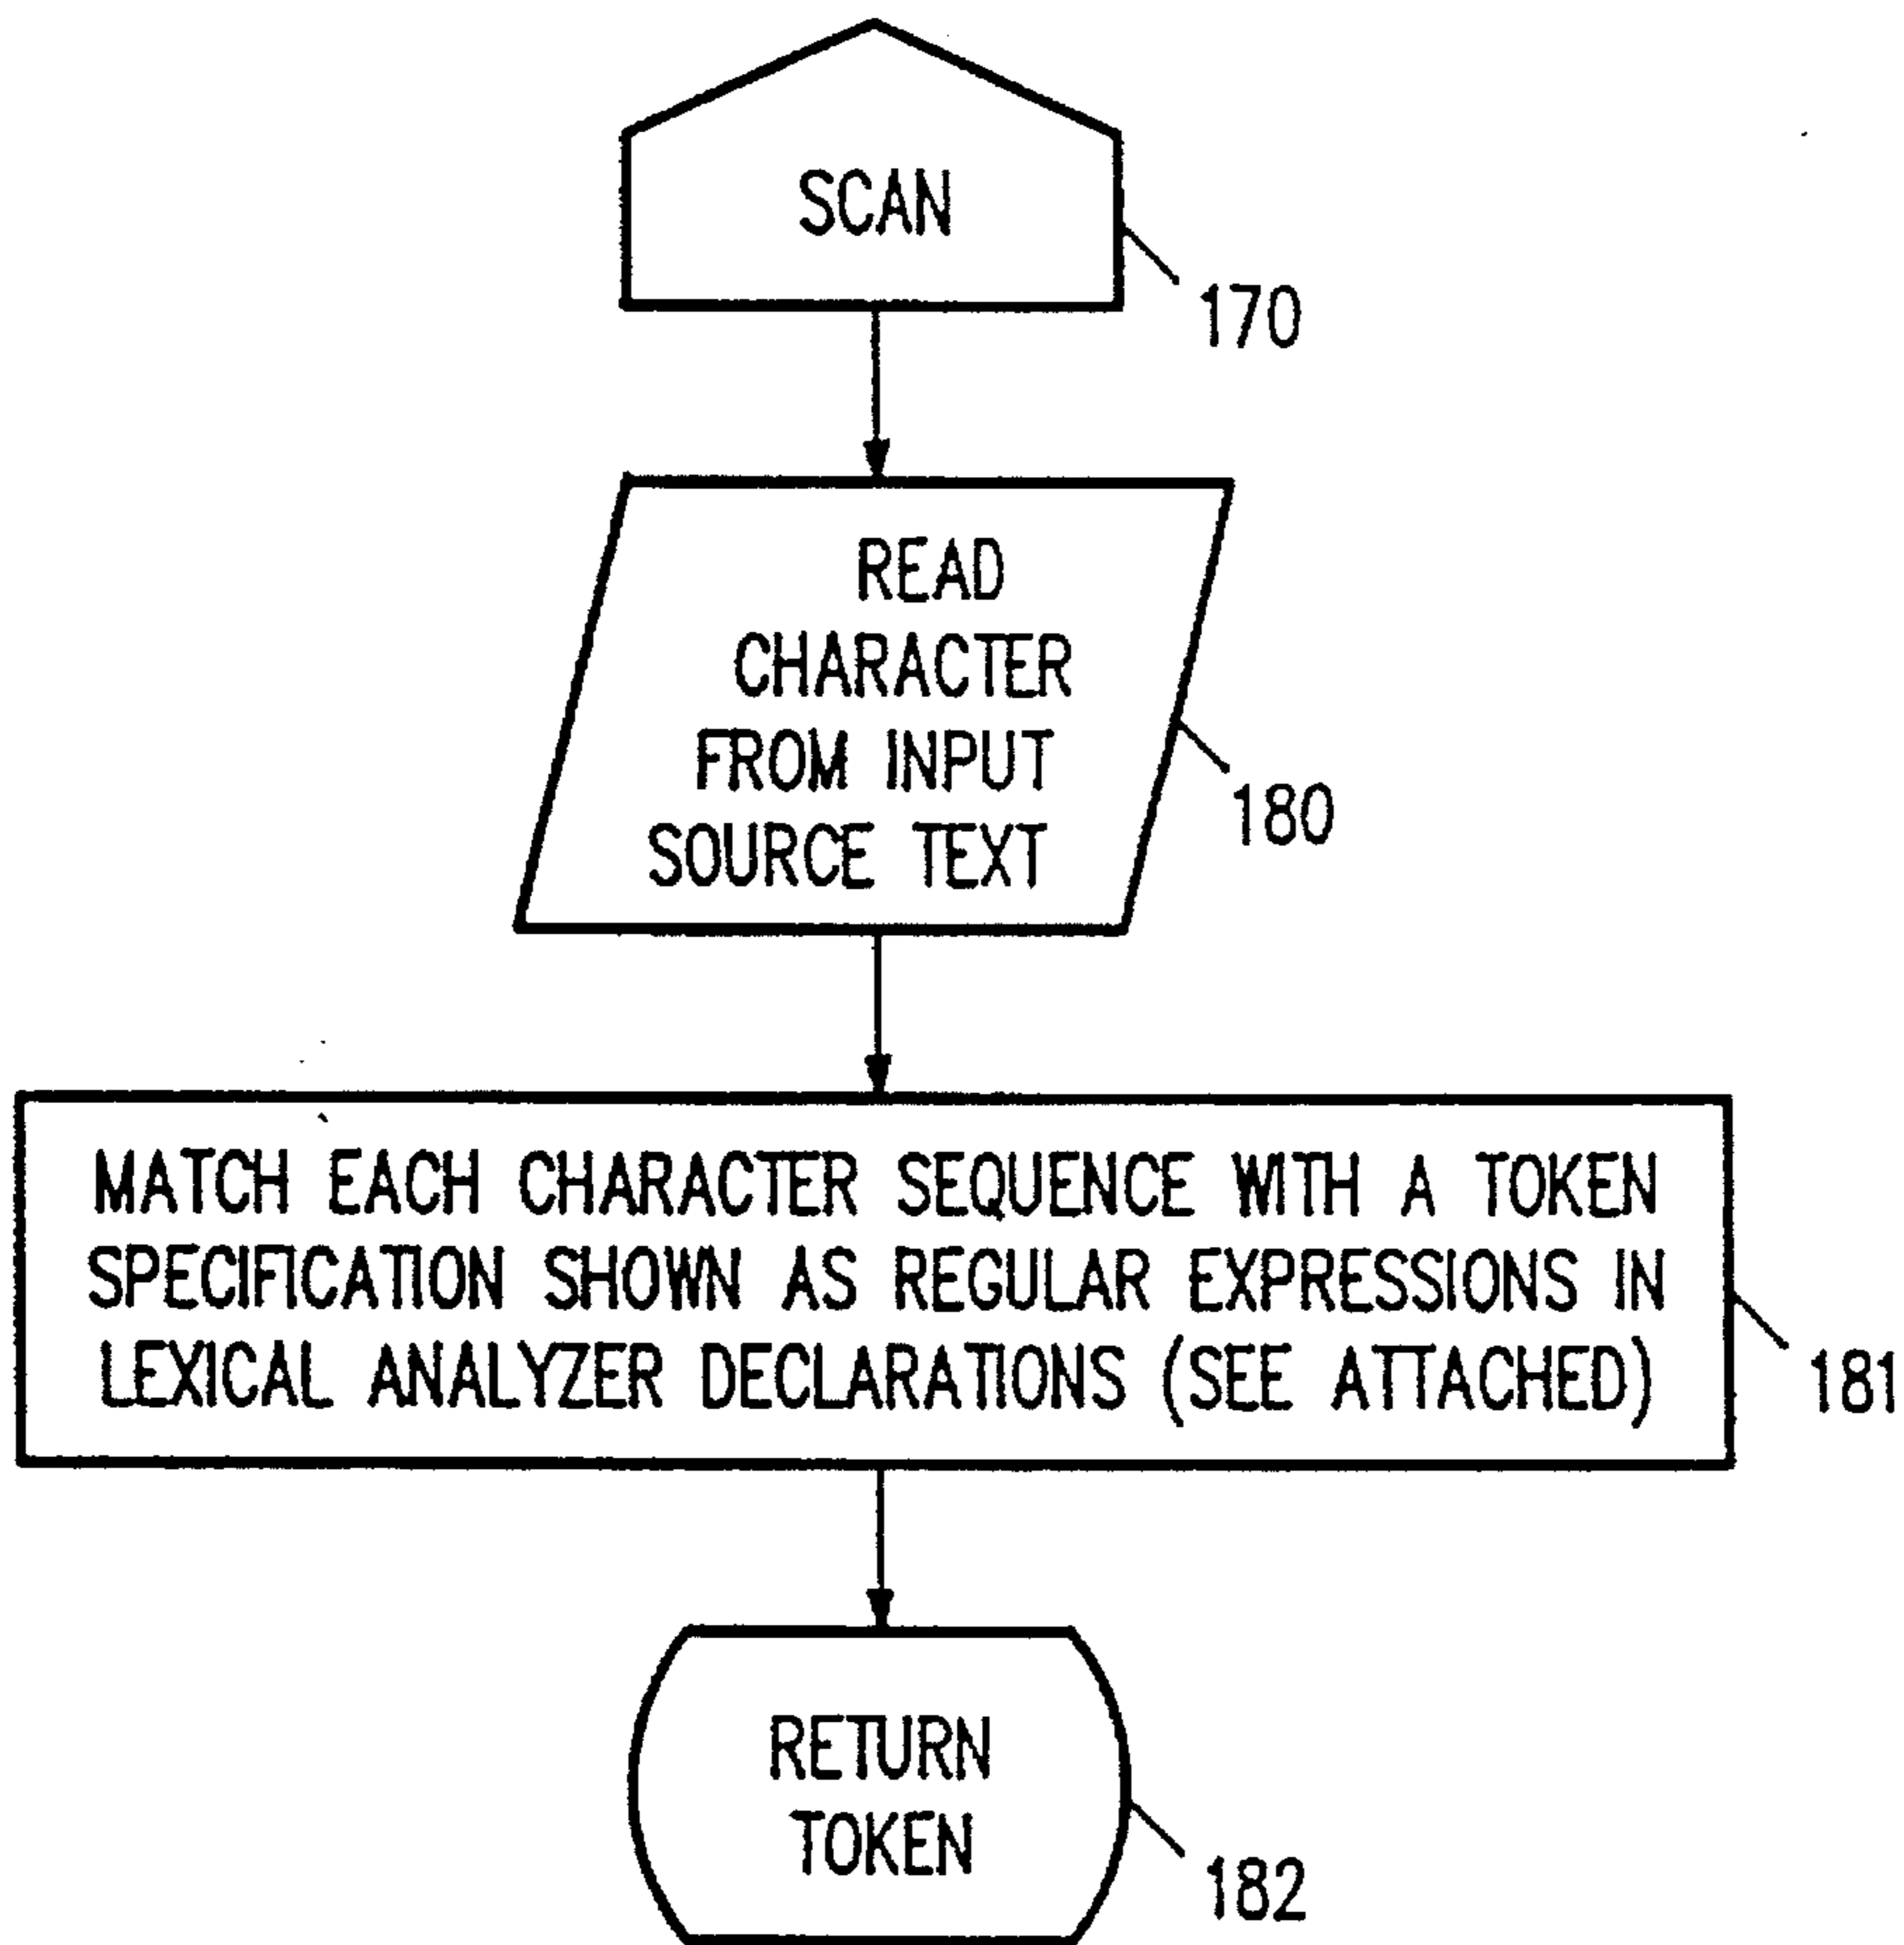 SCAN
170
READ
CHARACTER
FROM INPUT
SOURCE TEXT
180
MATCH EACH CHARACTER SEQUENCE WITH A TOKEN
SPECIFICATION SHOWN AS REGULAR EXPRESSIONS IN
LEXICAL ANALYZER DECLARATIONS (SEE ATTACHED)
181
RETURN
TOKEN
182